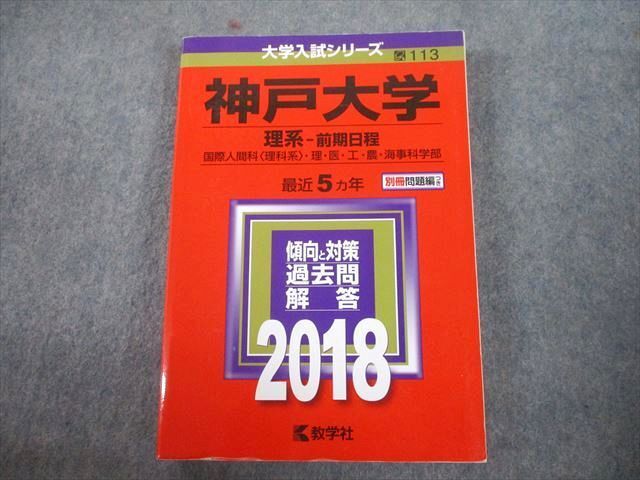 大学入試シリーズ
113
神戸大学
理系-前期日程
国際人間科〈理科系〉・理・医・工・農・海事科学部
最近5カ年
別冊問題編つき
傾向と対策
過去問
解答
2018
教学社